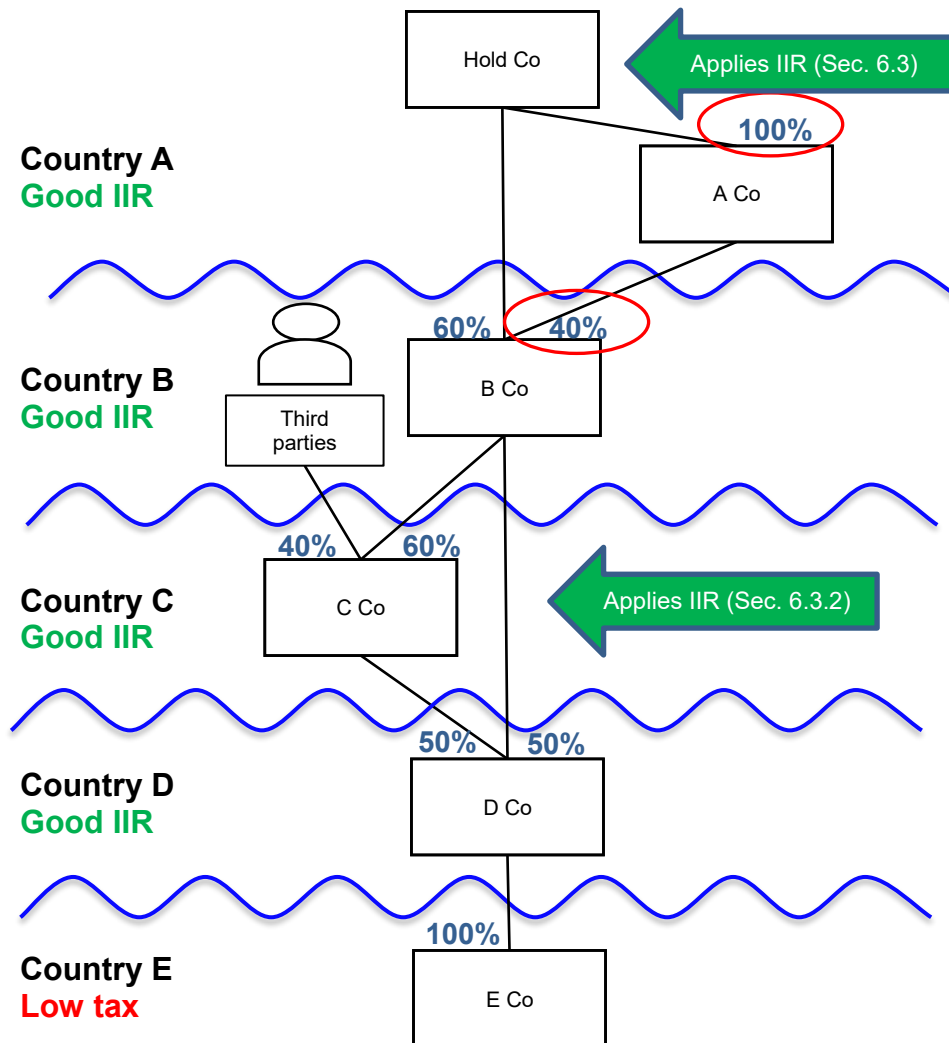 Hold Co
Applies IIR (Sec. 6.3)
100%
Country A
Good IIR
A Co
60%
40%
Country B
Good IIR
B Co
Third
parties
40%
60%
Country C
Good IIR
C Co
Applies IIR (Sec. 6.3.2)
50%
50%
Country D
Good IIR
D Co
100%
Country E
Low tax
E Co